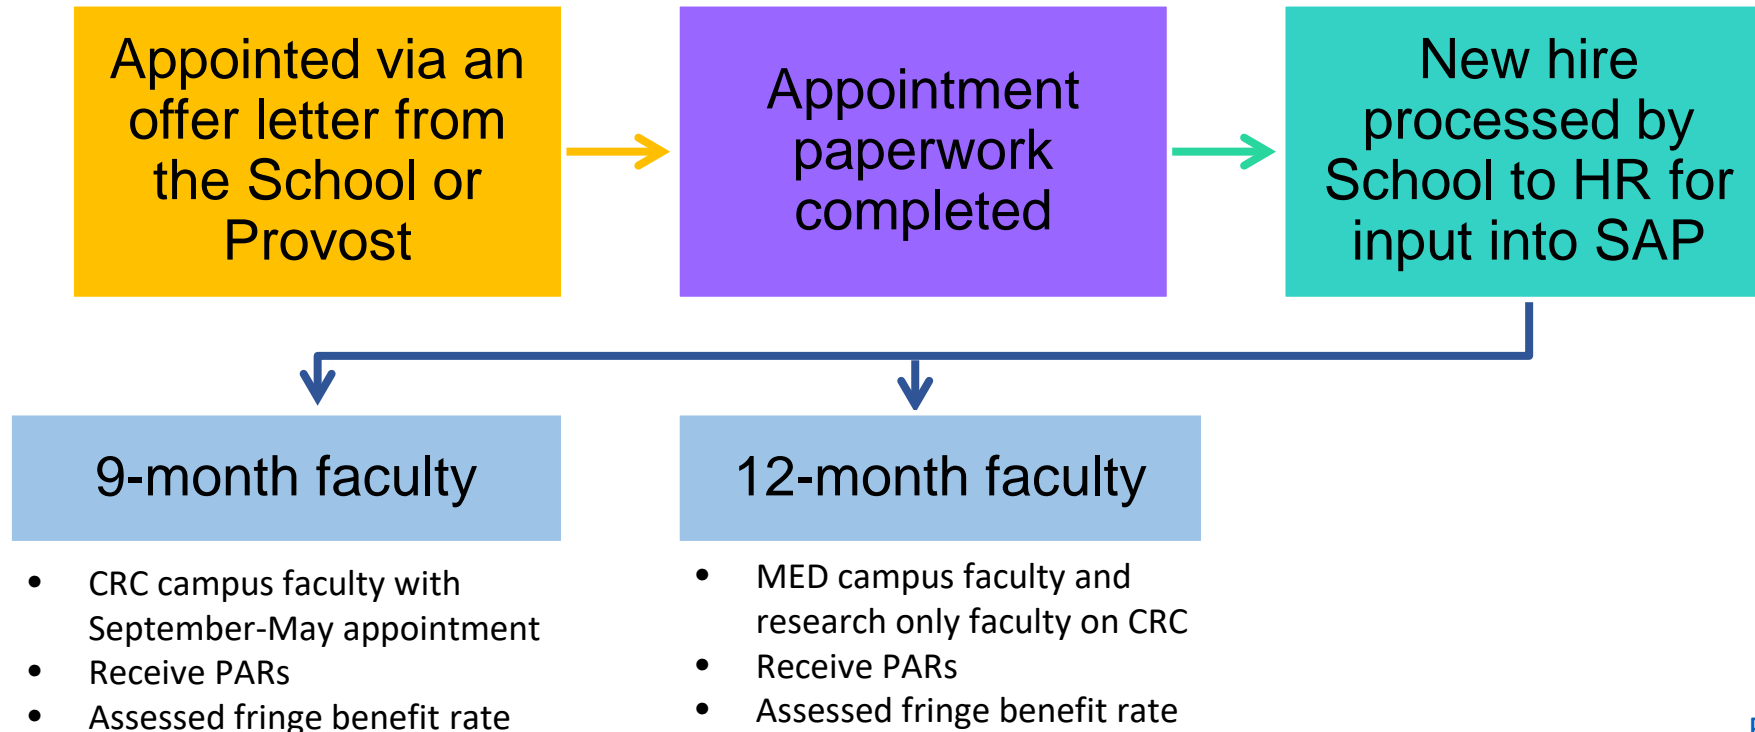 Appointed via an
offer letter from
the School or
Provost
Appointment
paperwork
completed
New hire
processed by
School to HR for
input into SAP
9-month faculty
• CRC campus faculty with
September-May appointment
• Receive PARs
• Assessed fringe benefit rate
12-month faculty
• MED campus faculty and
research only faculty on CRC
• Receive PARs
• Assessed fringe benefit rate